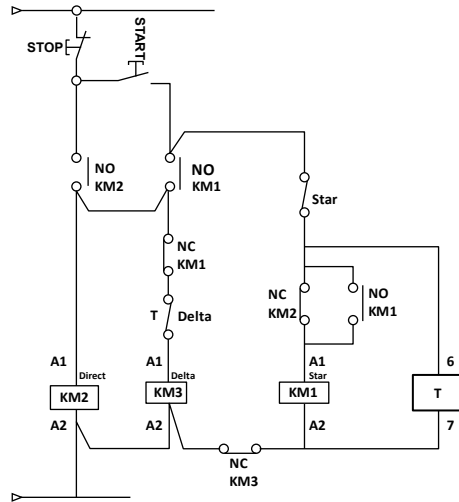 STOP
START
NO
KM2
NO
KM1
Star
NC
KM1
T Delta
NC
KM2
NO
KM1
A1
Direct
KM2
A2
A1
Delta
KM3
A2
A1
Star
KM1
A2
6
T
7
NC
KM3